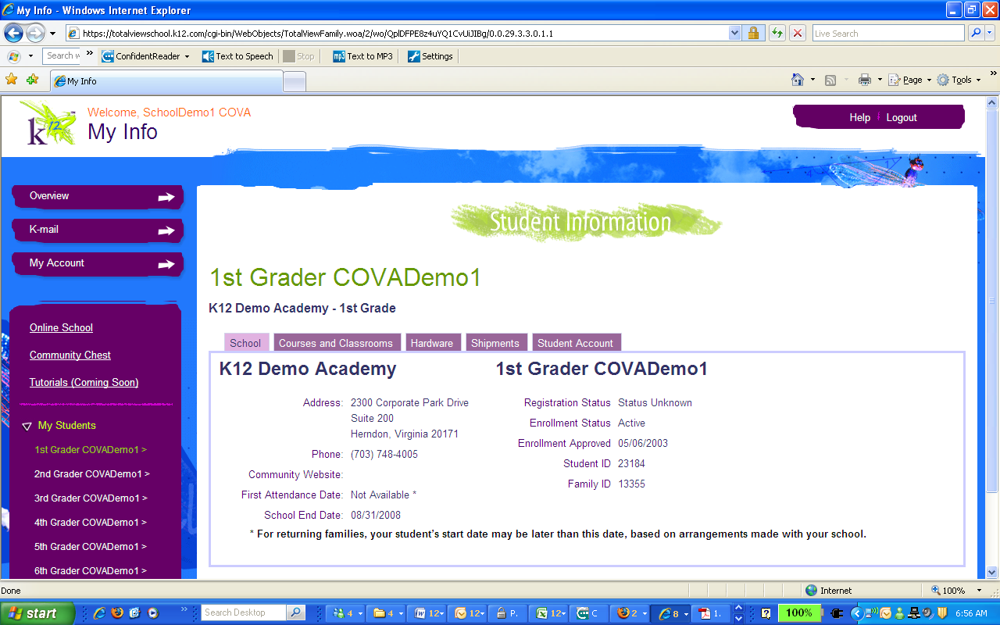 My Info - Windows Internet Explorer
https://totalviewschool.k12.com/cgi-bin/WebObjects/TotalViewFamily.woa/2/wo/QplDFPE8z4uYQ1CvUiJIBg/0.0.29.3.3.0.1.1
Live Search
Search w
ConfidentReader
Text to Speech
Stop
mp3 Text to MP3
Settings
My Info
Page
Tools
k12
Welcome, SchoolDemo1 COVA
My Info
Help | Logout
Overview
K-mail
My Account
Online School
Community Chest
Tutorials (Coming Soon)
My Students
1st Grader COVADemo1 >
2nd Grader COVADemo1 >
3rd Grader COVADemo1 >
4th Grader COVADemo1 >
5th Grader COVADemo1 >
6th Grader COVADemo1 >
Student Information
1st Grader COVADemo1
K12 Demo Academy - 1st Grade
School
Courses and Classrooms
Hardware
Shipments
Student Account
K12 Demo Academy
Address: 2300 Corporate Park Drive
Suite 200
Herndon, Virginia 20171
Phone: (703) 748-4005
Community Website:
First Attendance Date: Not Available *
School End Date: 08/31/2008
1st Grader COVADemo1
Registration Status Status Unknown
Enrollment Status Active
Enrollment Approved 05/06/2003
Student ID 23184
Family ID 13355
* For returning families, your student's start date may be later than this date, based on arrangements made with your school.
Done
Internet
100%
start
Search Desktop
4
4
12
12
P.
12
C
2
8
1.
100%
6:56 AM